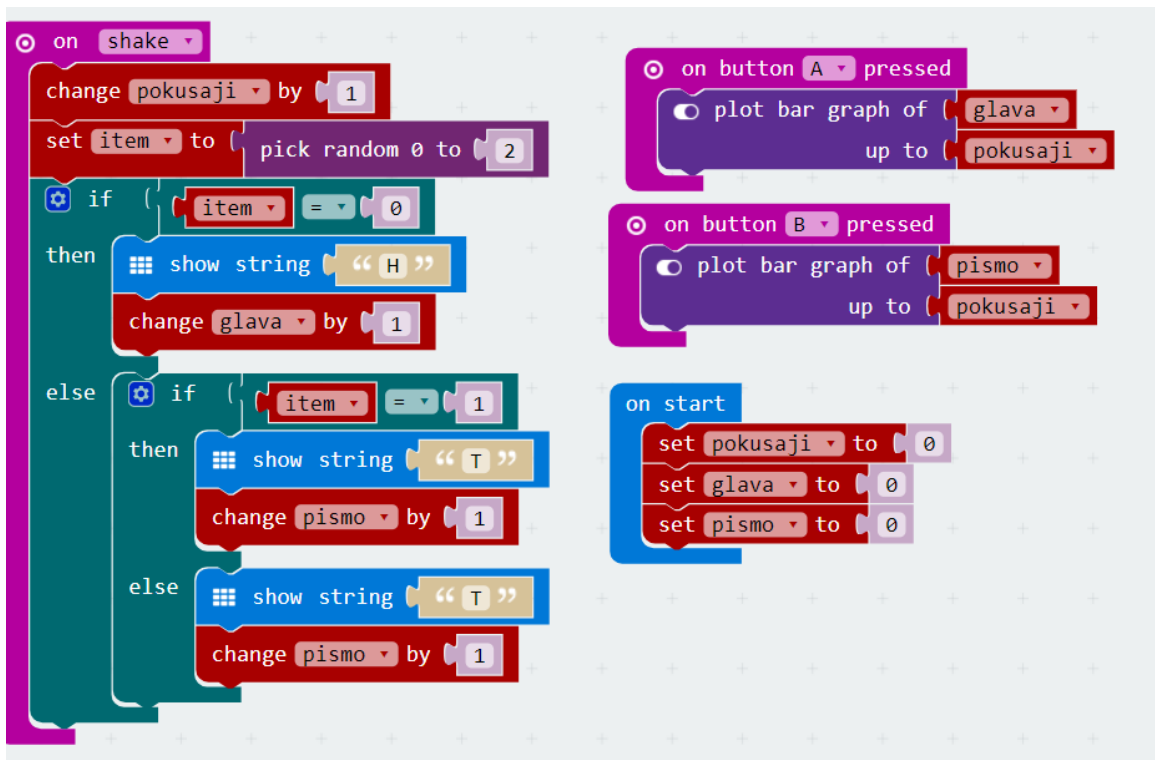 on shake
change pokusaji by 1
set item to pick random 0 to 2
if item = 0
then show string “ H ”
change glava by 1
else if item = 1
then show string “ T ”
change pismo by 1
else show string “ T ”
change pismo by 1
on button A pressed
plot bar graph of glava
up to pokusaji
on button B pressed
plot bar graph of pismo
up to pokusaji
on start
set pokusaji to 0
set glava to 0
set pismo to 0